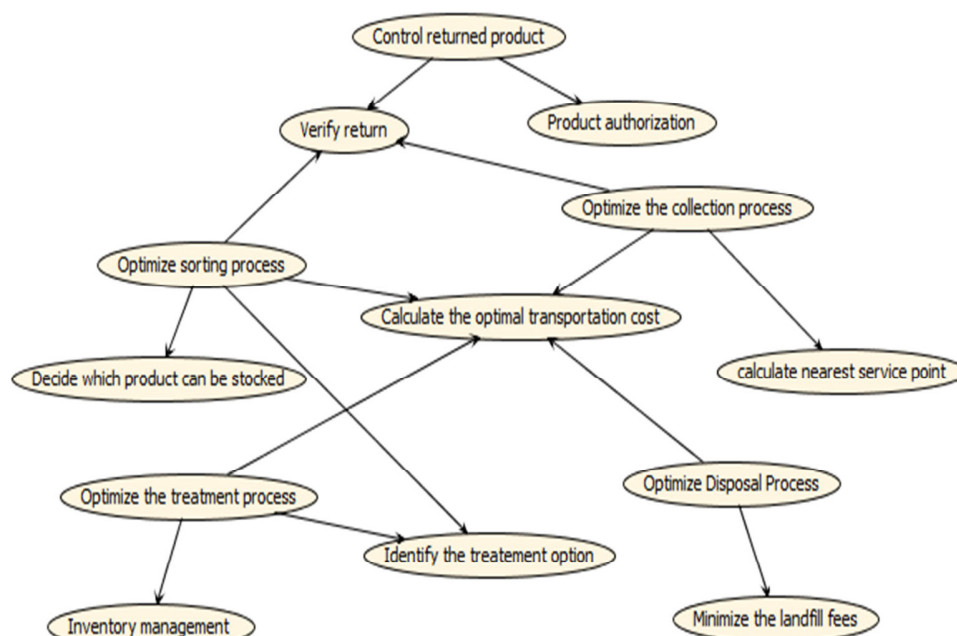 Control returned product
Product authorization
Verify return
Optimize the collection process
Optimize sorting process
Calculate the optimal transportation cost
Decide which product can be stocked
calculate nearest service point
Optimize the treatment process
Optimize Disposal Process
Identify the treatement option
Inventory management
Minimize the landfill fees